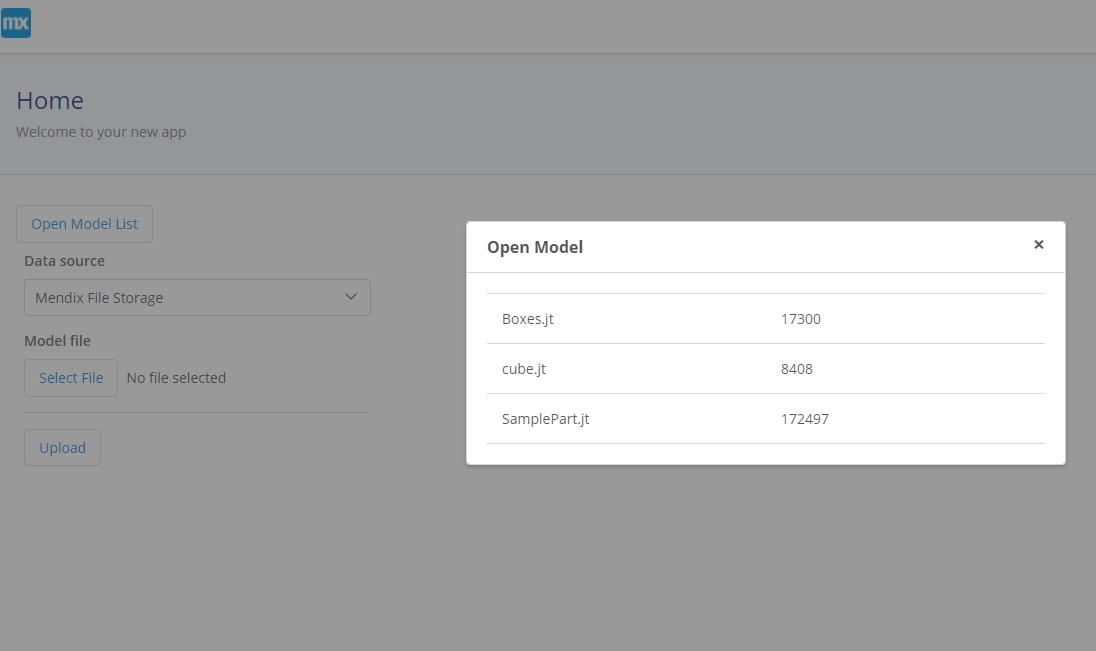 mx
Home
Welcome to your new app
Open Model List
Data source
Mendix File Storage
Model file
Select File No file selected
Upload
Open Model ×
Boxes.jt 17300
cube.jt 8408
SamplePart.jt 172497